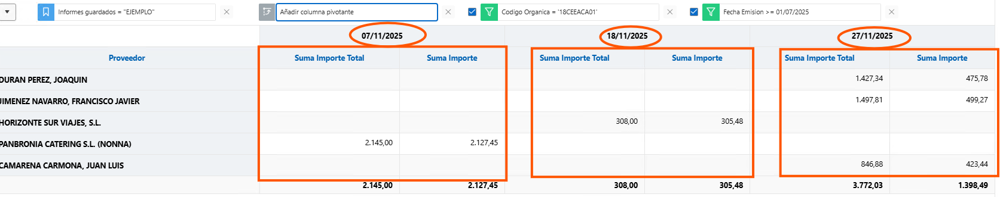 Informes guardados = "EJEMPLO" Añadir columna pivotante Codigo Organica = '18CEEACA01' Fecha Emision >= 01/07/2025
07/11/2025 18/11/2025 27/11/2025
Proveedor Suma Importe Total Suma Importe Suma Importe Total Suma Importe Suma Importe Total Suma Importe
DURAN PEREZ, JOAQUIN 1.427,34 475,78
JIMENEZ NAVARRO, FRANCISCO JAVIER 1.497,81 499,27
HORIZONTE SUR VIAJES, S.L. 308,00 305,48
PANBRONIA CATERING S.L. (NONNA) 2.145,00 2.127,45
CAMARENA CARMONA, JUAN LUIS 846,88 423,44
2.145,00 2.127,45 308,00 305,48 3.772,03 1.398,49